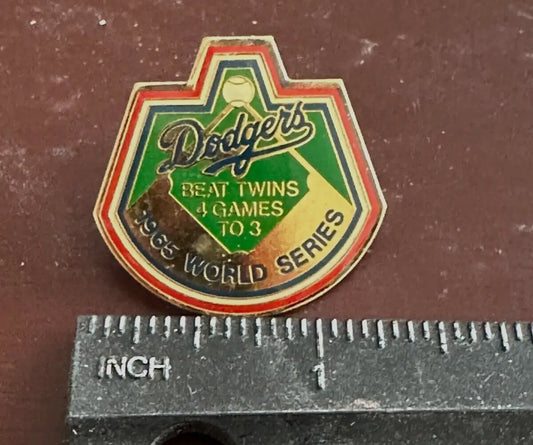 Dodgers
BEAT TWINS
4 GAMES
TO 3
1965 WORLD SERIES
INCH
1